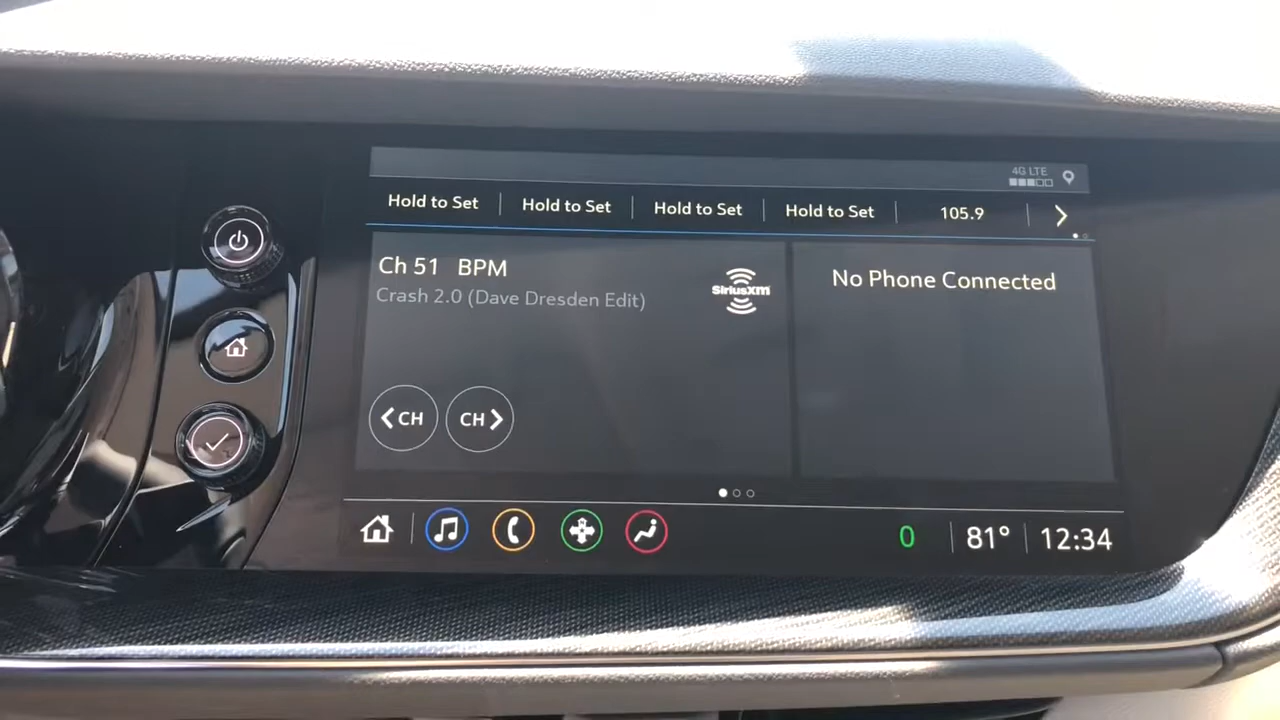 4G LTE
Hold to Set Hold to Set Hold to Set Hold to Set 105.9
Ch 51 BPM
Crash 2.0 (Dave Dresden Edit)
SiriusXM
No Phone Connected
CH CH
0 81° 12:34